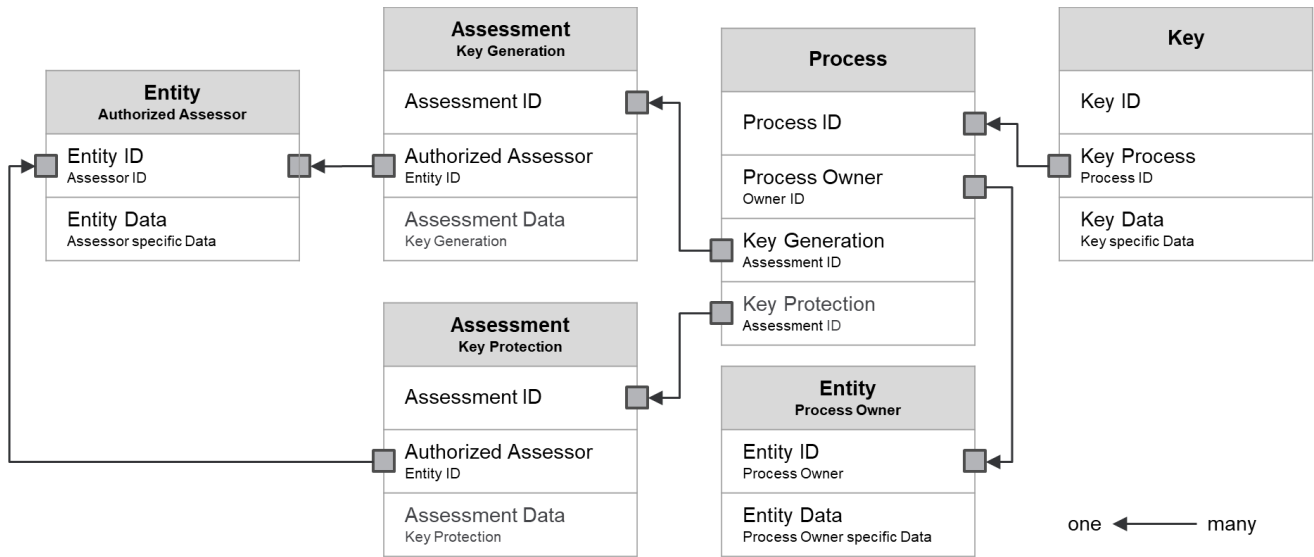 Entity
Authorized Assessor
Entity ID
Assessor ID
Entity Data
Assessor specific Data
Assessment
Key Generation
Assessment ID
Authorized Assessor
Entity ID
Assessment Data
Key Generation
Assessment
Key Protection
Assessment ID
Authorized Assessor
Entity ID
Assessment Data
Key Protection
Process
Process ID
Process Owner
Owner ID
Key Generation
Assessment ID
Key Protection
Assessment ID
Entity
Process Owner
Entity ID
Process Owner
Entity Data
Process Owner specific Data
Key
Key ID
Key Process
Process ID
Key Data
Key specific Data
one many